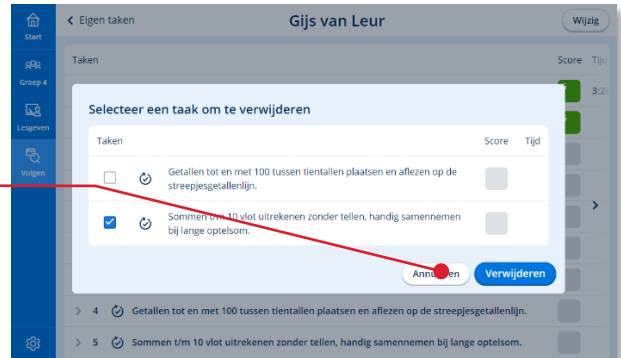 Start
Groep 4
Lesgeven
Volgen
Eigen taken
Gijs van Leur
Wijzig
Taken
Score Tijd
3:2
Selecteer een taak om te verwijderen
Taken
Score Tijd
Getallen tot en met 100 tussen tientallen plaatsen en aflezen op de
streepjesgetallenlijn.
Sommen t/m 10 vlot uitrekenen zonder tellen, handig samennemen
bij lange optelsom.
Verwijderen
4 Getallen tot en met 100 tussen tientallen plaatsen en aflezen op de streepjesgetallenlijn.
5 Sommen t/m 10 vlot uitrekenen zonder tellen, handig samennemen bij lange optelsom.